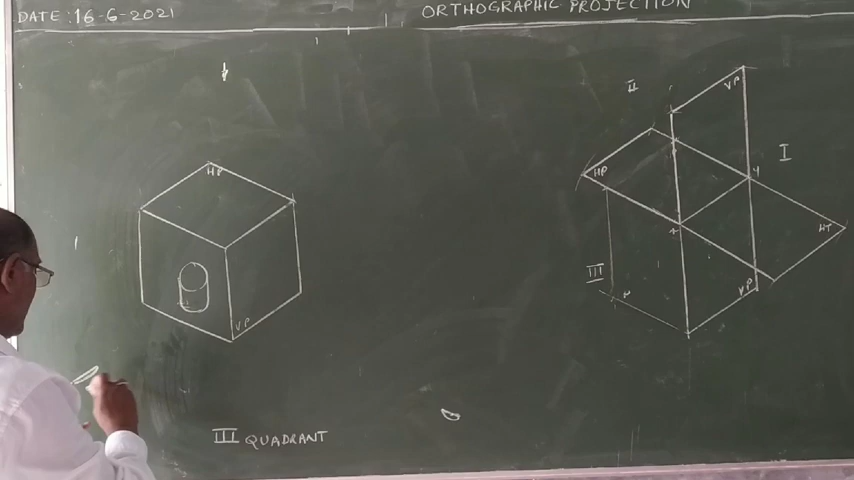 DATE : 16-6-2021
ORTHOGRAPHIC PROJECTION
II
VP
I
HP
HP
HT
III
VP
VP
III QUADRANT